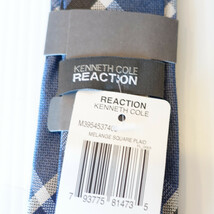 KENNETH COLE
REACTION
REACTION
KENNETH COLE
MELANGE SQUARE PLAID
7 93775 81473 5